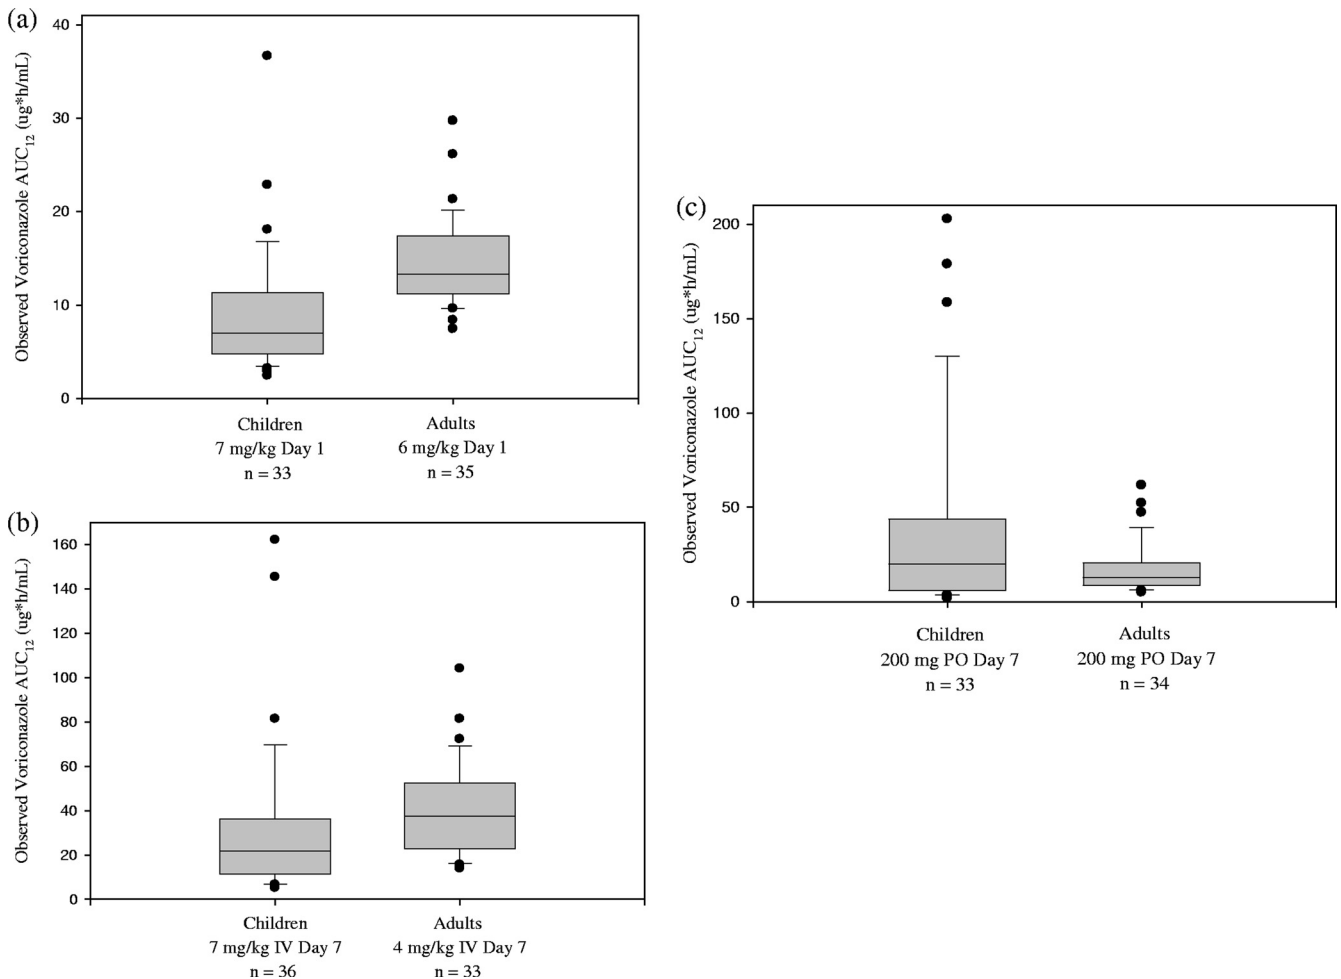 (a)
Observed Voriconazole AUC12 (ug*h/mL)
40
30
20
10
0
Children
7 mg/kg Day 1
n = 33
Adults
6 mg/kg Day 1
n = 35
(b)
Observed Voriconazole AUC12 (ug*h/mL)
160
140
120
100
80
60
40
20
0
Children
7 mg/kg IV Day 7
n = 36
Adults
4 mg/kg IV Day 7
n = 33
(c)
Observed Voriconazole AUC12 (ug*h/mL)
200
150
100
50
0
Children
200 mg PO Day 7
n = 33
Adults
200 mg PO Day 7
n = 34